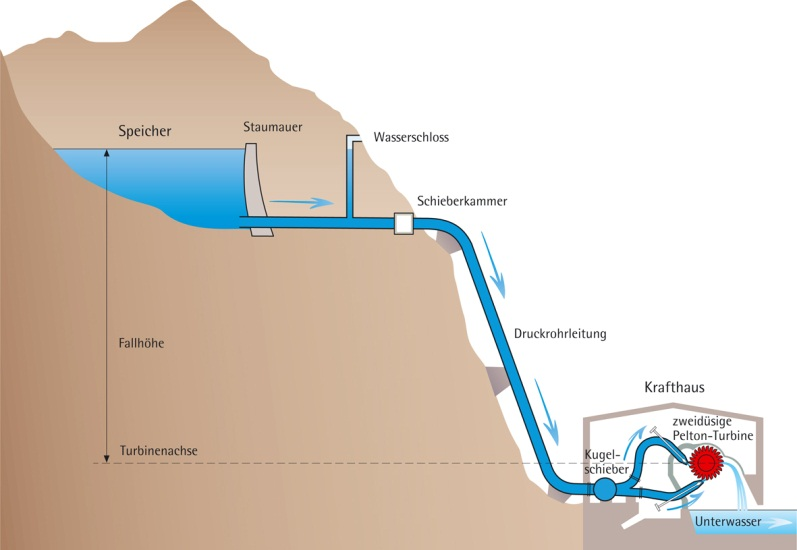 Speicher
Staumauer
Wasserschloss
Schieberkammer
Fallhöhe
Druckrohrleitung
Krafthaus
zweidüsige
Pelton-Turbine
Turbinenachse
Kugel-
schieber
Unterwasser